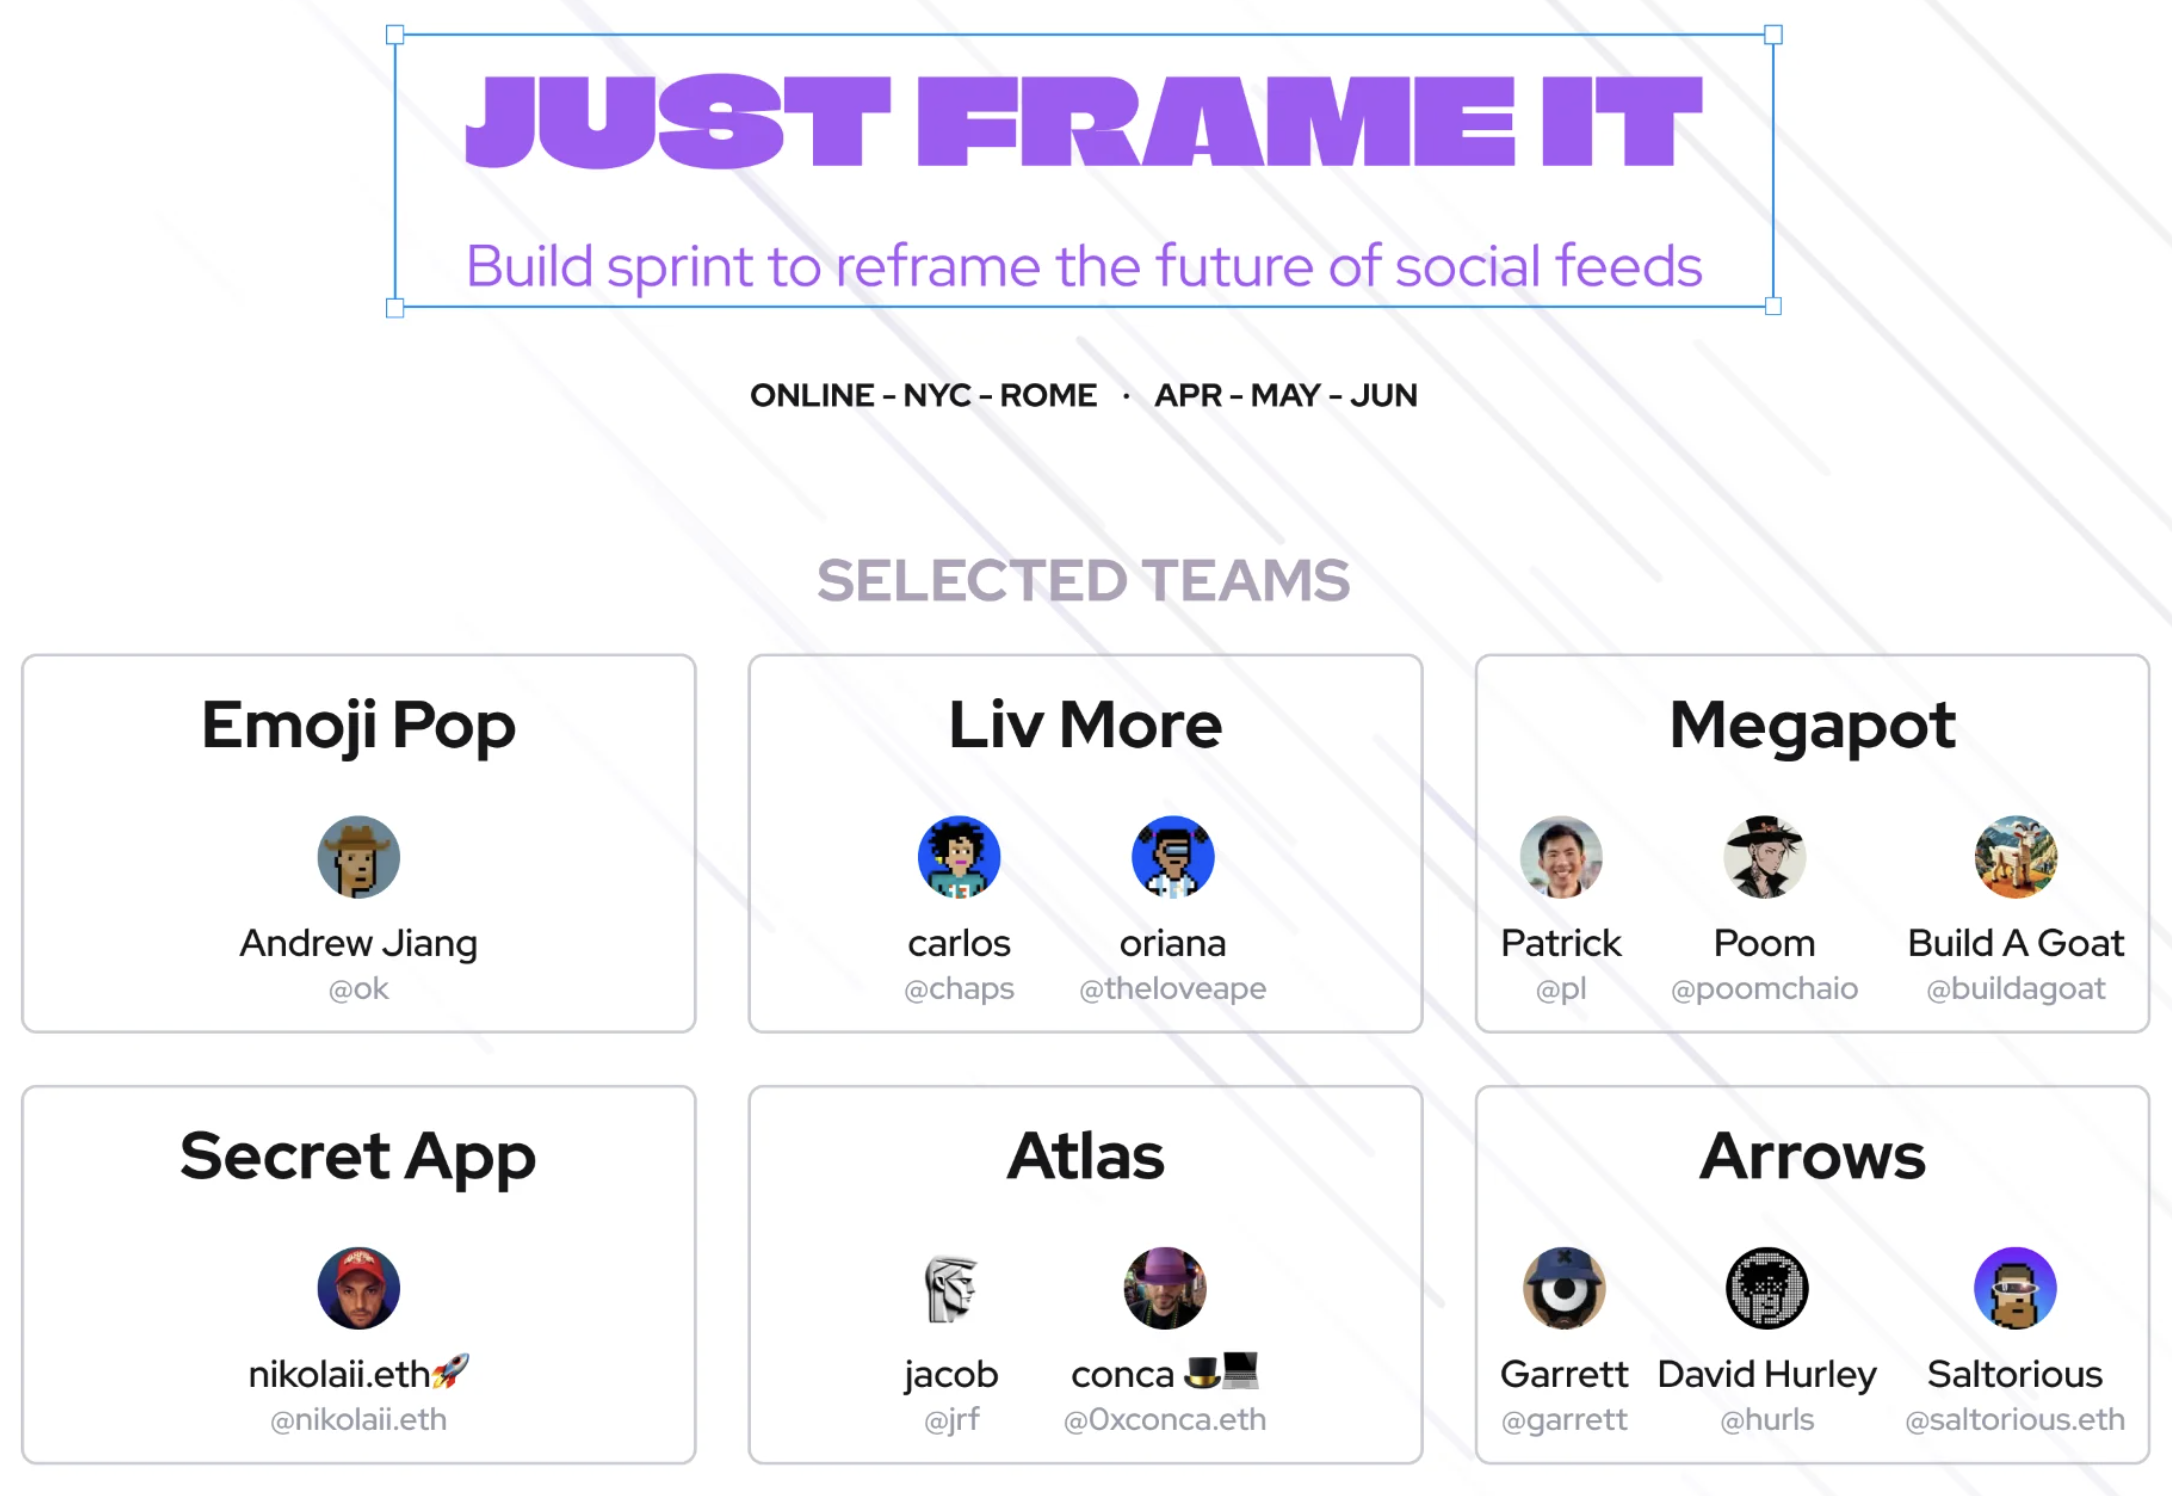 JUST FRAME IT
Build sprint to reframe the future of social feeds
ONLINE - NYC - ROME · APR - MAY - JUN
SELECTED TEAMS
Emoji Pop
Andrew Jiang
@ok
Liv More
carlos
@chaps
oriana
@theloveape
Megapot
Patrick
@pl
Poom
@poomchaio
Build A Goat
@buildagoat
Secret App
nikolaii.eth🚀
@nikolaii.eth
Atlas
jacob
@jrf
conca 🎩💻
@0xconca.eth
Arrows
Garrett
@garrett
David Hurley
@hurls
Saltorious
@saltorious.eth